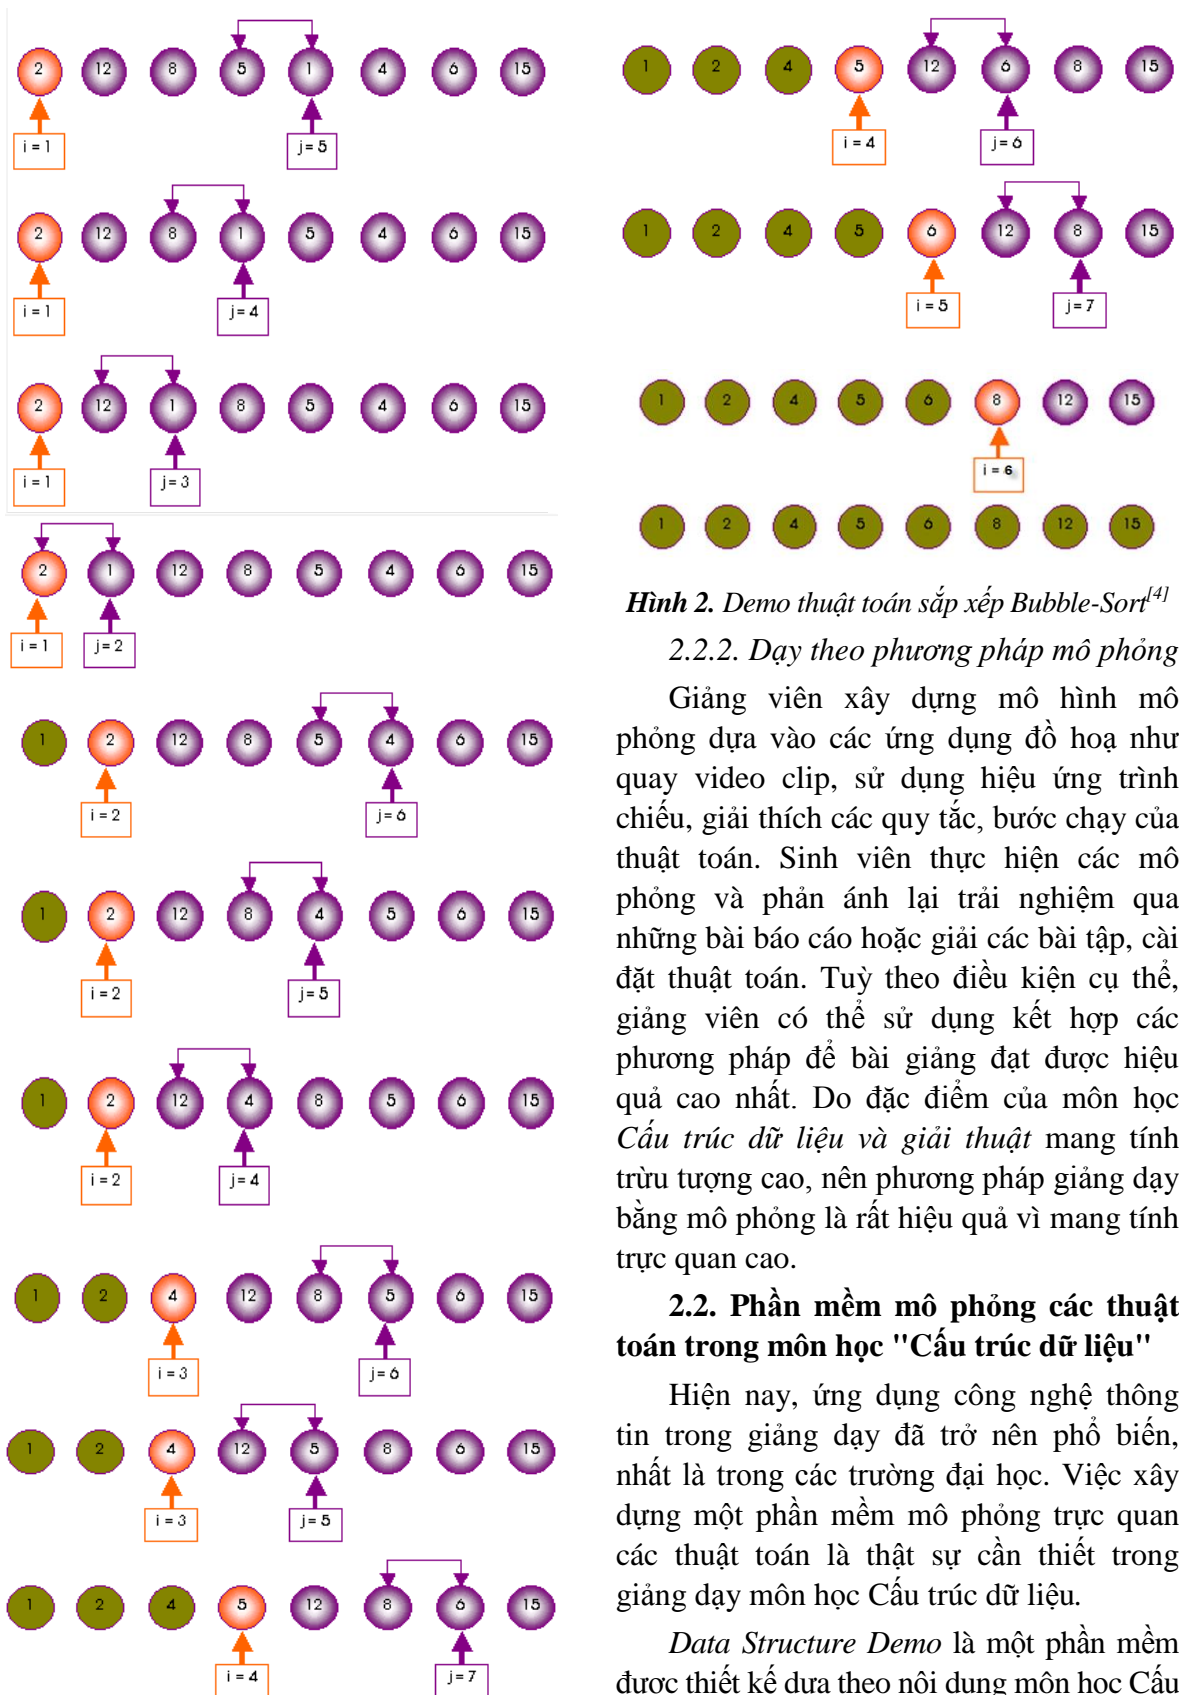 2 12 8 5 1 4 6 15
i = 1 j = 5
2 12 8 1 5 4 6 15
i = 1 j = 4
2 12 1 8 5 4 6 15
i = 1 j = 3
2 1 12 8 5 4 6 15
i = 1 j = 2
1 2 12 8 5 4 6 15
i = 2 j = 6
1 2 12 8 4 5 6 15
i = 2 j = 5
1 2 12 4 8 5 6 15
i = 2 j = 4
1 2 4 12 8 5 6 15
i = 3 j = 6
1 2 4 12 5 8 6 15
i = 3 j = 5
1 2 4 5 12 8 6 15
i = 4 j = 7
1 2 4 5 12 6 8 15
i = 4 j = 6
1 2 4 5 6 12 8 15
i = 5 j = 7
1 2 4 5 6 8 12 15
i = 6
1 2 4 5 6 8 12 15
Hình 2. Demo thuật toán sắp xếp Bubble-Sort[4]
2.2.2. Dạy theo phương pháp mô phỏng
Giảng viên xây dựng mô hình mô
phỏng dựa vào các ứng dụng đồ hoạ như
quay video clip, sử dụng hiệu ứng trình
chiếu, giải thích các quy tắc, bước chạy của
thuật toán. Sinh viên thực hiện các mô
phỏng và phản ánh lại trải nghiệm qua
những bài báo cáo hoặc giải các bài tập, cài
đặt thuật toán. Tuỳ theo điều kiện cụ thể,
giảng viên có thể sử dụng kết hợp các
phương pháp để bài giảng đạt được hiệu
quả cao nhất. Do đặc điểm của môn học
Cấu trúc dữ liệu và giải thuật mang tính
trừu tượng cao, nên phương pháp giảng dạy
bằng mô phỏng là rất hiệu quả vì mang tính
trực quan cao.
2.2. Phần mềm mô phỏng các thuật
toán trong môn học "Cấu trúc dữ liệu"
Hiện nay, ứng dụng công nghệ thông
tin trong giảng dạy đã trở nên phổ biến,
nhất là trong các trường đại học. Việc xây
dựng một phần mềm mô phỏng trực quan
các thuật toán là thật sự cần thiết trong
giảng dạy môn học Cấu trúc dữ liệu.
Data Structure Demo là một phần mềm
được thiết kế dựa theo nội dung môn học Cấu